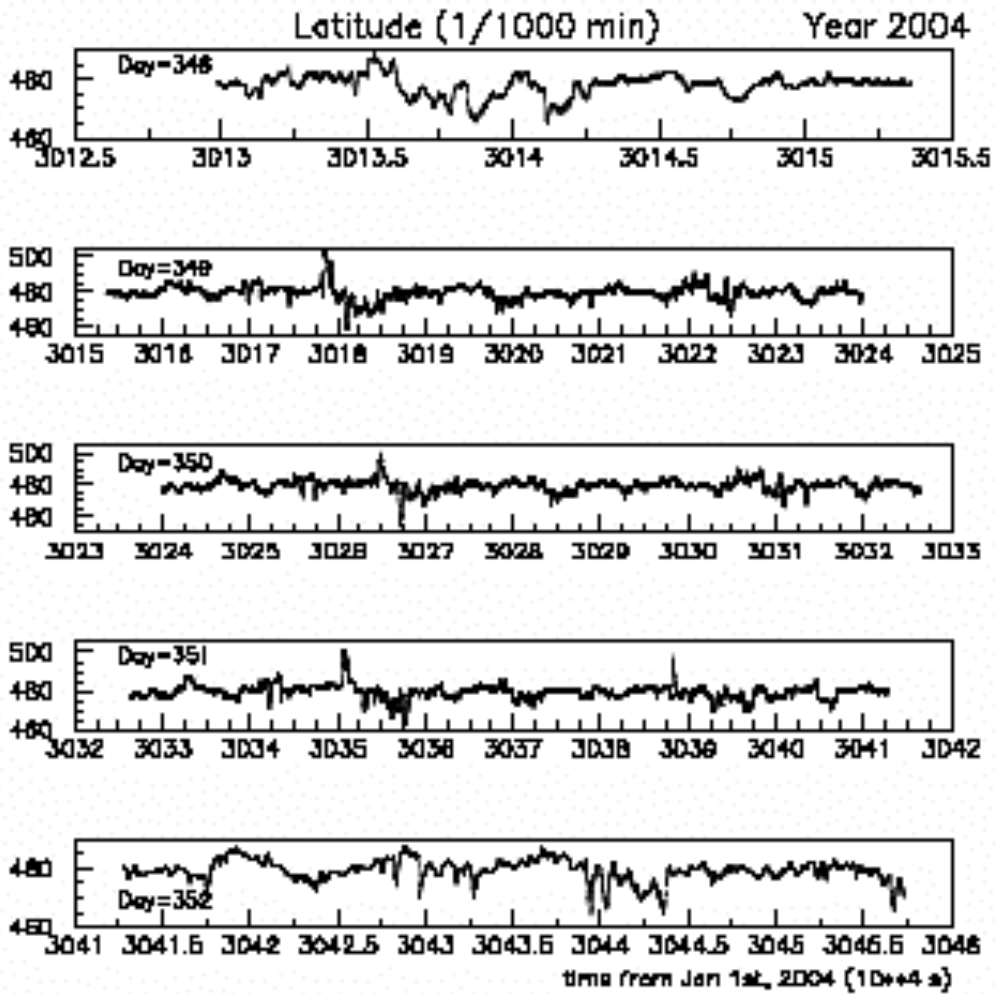 Latitude (1/1000 min) Year 2004
Day=348
480
460
3012.5 3013 3013.5 3014 3014.5 3015 3015.5
500
Day=349
480
460
3015 3016 3017 3018 3019 3020 3021 3022 3023 3024 3025
500
Day=350
480
460
3023 3024 3025 3026 3027 3028 3029 3030 3031 3032 3033
500
Day=351
480
460
3032 3033 3034 3035 3036 3037 3038 3039 3040 3041 3042
480
Day=352
460
3041 3041.5 3042 3042.5 3043 3043.5 3044 3044.5 3045 3045.5 3046
time from Jan 1st, 2004 (10**4 s)